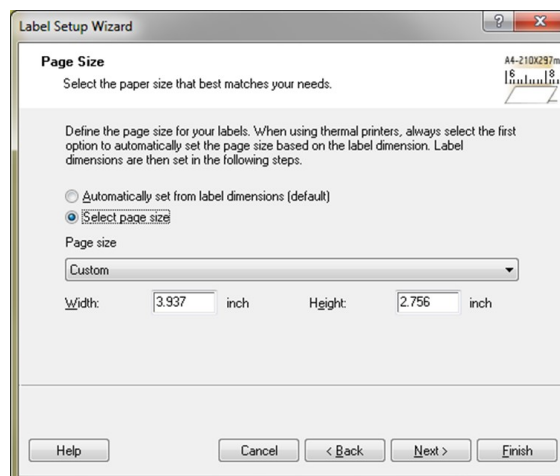 Label Setup Wizard
Page Size
Select the paper size that best matches your needs.
A4-210X297m
6 8
Define the page size for your labels. When using thermal printers, always select the first
option to automatically set the page size based on the label dimension. Label
dimensions are then set in the following steps.
Automatically set from label dimensions (default)
Select page size
Page size
Custom
Width: 3.937 inch Height: 2.756 inch
Help Cancel < Back Next > Finish